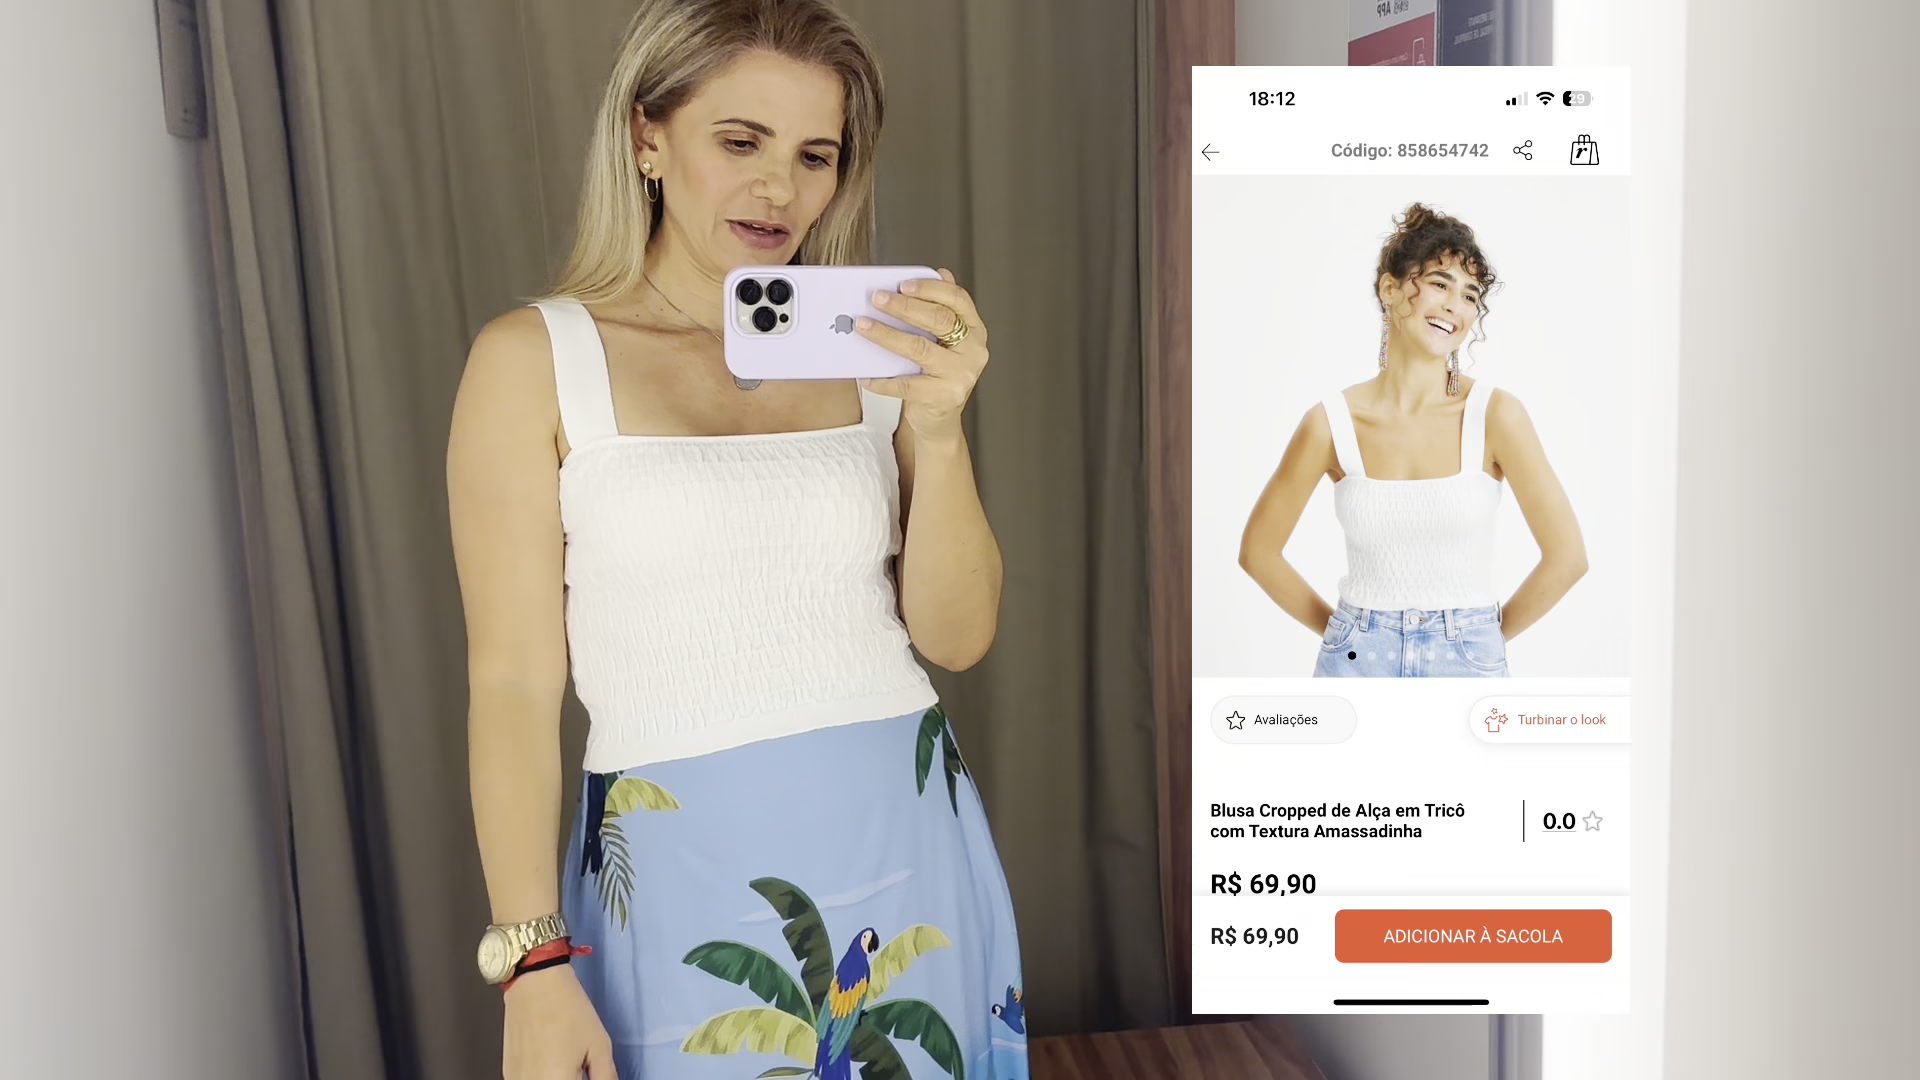 18:12
29
Código: 858654742
r
Avaliações
Turbinar o look
Blusa Cropped de Alça em Tricô
com Textura Amassadinha
0.0
R$ 69,90
R$ 69,90
ADICIONAR À SACOLA